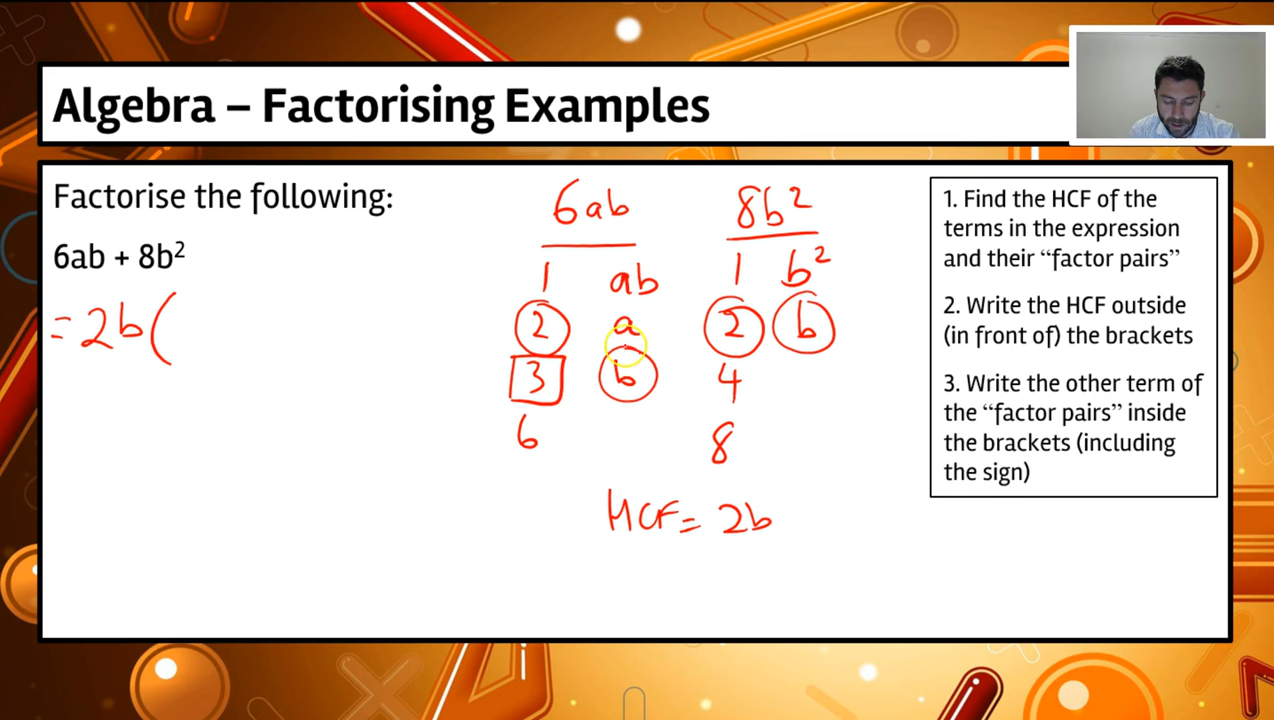 Algebra – Factorising Examples
Factorise the following:
6ab + 8b²
= 2b(
6ab
1 ab
2 a
3 b
6
8b²
1 b²
2 b
4
8
HCF = 2b
1. Find the HCF of the
terms in the expression
and their “factor pairs”
2. Write the HCF outside
(in front of) the brackets
3. Write the other term of
the “factor pairs” inside
the brackets (including
the sign)